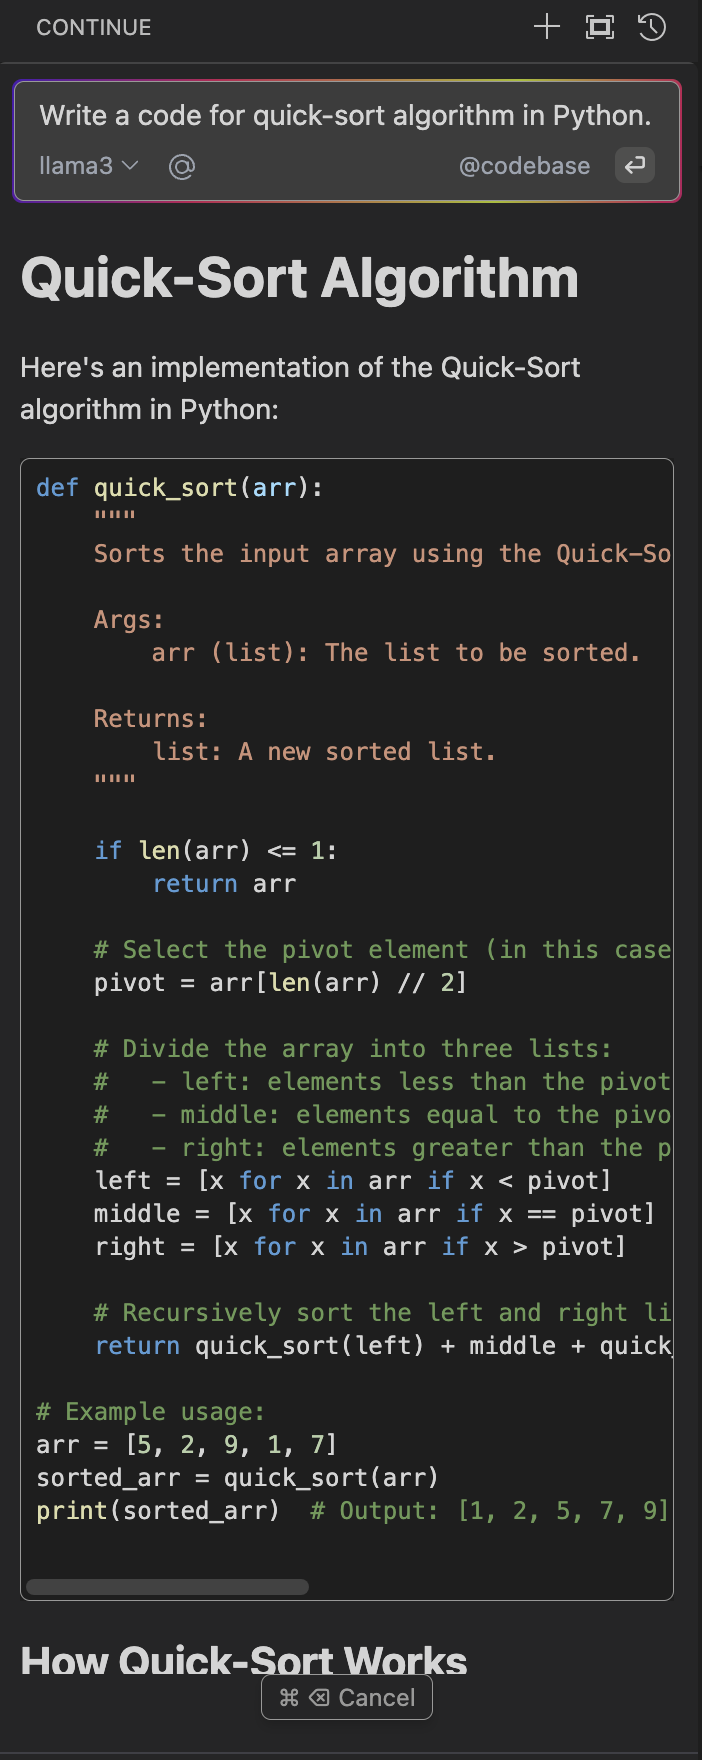 CONTINUE
Write a code for quick-sort algorithm in Python.
llama3 @codebase
Quick-Sort Algorithm
Here's an implementation of the Quick-Sort
algorithm in Python:
def quick_sort(arr):
    """
    Sorts the input array using the Quick-So

    Args:
        arr (list): The list to be sorted.

    Returns:
        list: A new sorted list.
    """

    if len(arr) <= 1:
        return arr

    # Select the pivot element (in this case
    pivot = arr[len(arr) // 2]

    # Divide the array into three lists:
    #   - left: elements less than the pivot
    #   - middle: elements equal to the pivo
    #   - right: elements greater than the p
    left = [x for x in arr if x < pivot]
    middle = [x for x in arr if x == pivot]
    right = [x for x in arr if x > pivot]

    # Recursively sort the left and right li
    return quick_sort(left) + middle + quick_

# Example usage:
arr = [5, 2, 9, 1, 7]
sorted_arr = quick_sort(arr)
print(sorted_arr)  # Output: [1, 2, 5, 7, 9]
How Quick-Sort Works
⌘ ⌫ Cancel